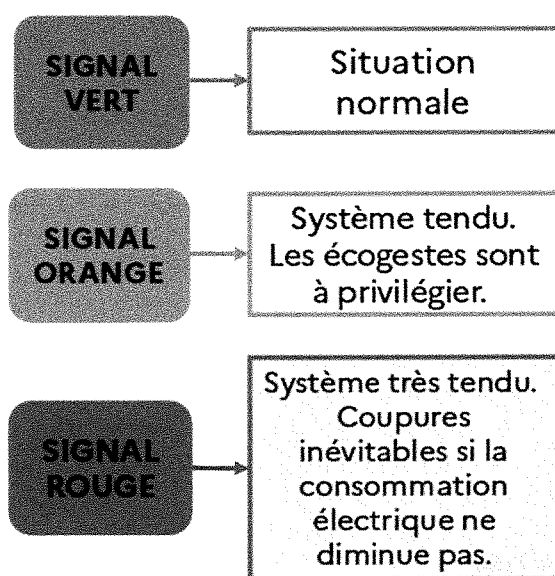 SIGNAL
VERT
Situation
normale
SIGNAL
ORANGE
Système tendu.
Les écogestes sont
à privilégier.
SIGNAL
ROUGE
Système très tendu.
Coupures
inévitables si la
consommation
électrique ne
diminue pas.